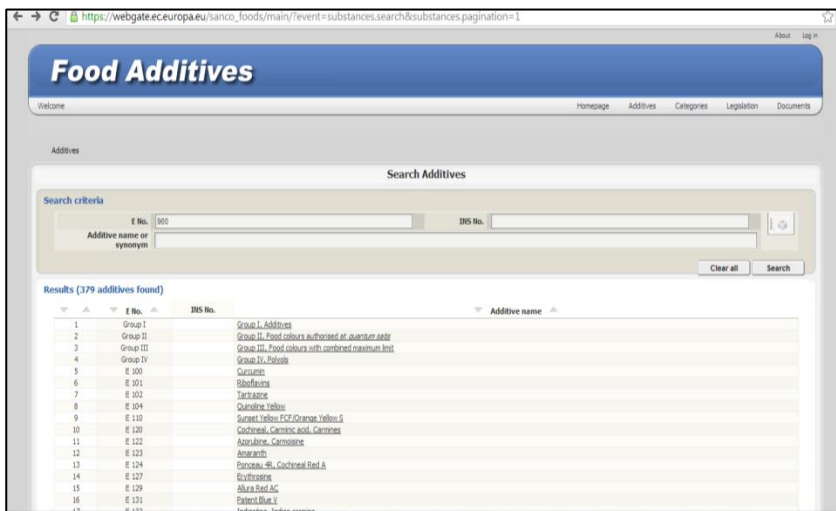 https://webgate.ec.europa.eu/sanco_foods/main/?event=substances.search&substances.pagination=1
About Log in
Food Additives
Welcome Homepage Additives Categories Legislation Documents
Additives
Search Additives
Search criteria
E No. 960 INS No.
Additive name or synonym
Clear all Search
Results (379 additives found)
E No. INS No. Additive name
1 Group I Group I, Additives
2 Group II Group II, Food colours authorised at quantum satis
3 Group III Group III, Food colours with combined maximum limit
4 Group IV Group IV, Polyols
5 E 100 Curcumin
6 E 101 Riboflavins
7 E 102 Tartrazine
8 E 104 Quinoline Yellow
9 E 110 Sunset Yellow FCF/Orange Yellow S
10 E 120 Cochineal, Carminic acid, Carmines
11 E 122 Azorubine, Carmoisine
12 E 123 Amaranth
13 E 124 Ponceau 4R, Cochineal Red A
14 E 127 Erythrosine
15 E 129 Allura Red AC
16 E 131 Patent Blue V